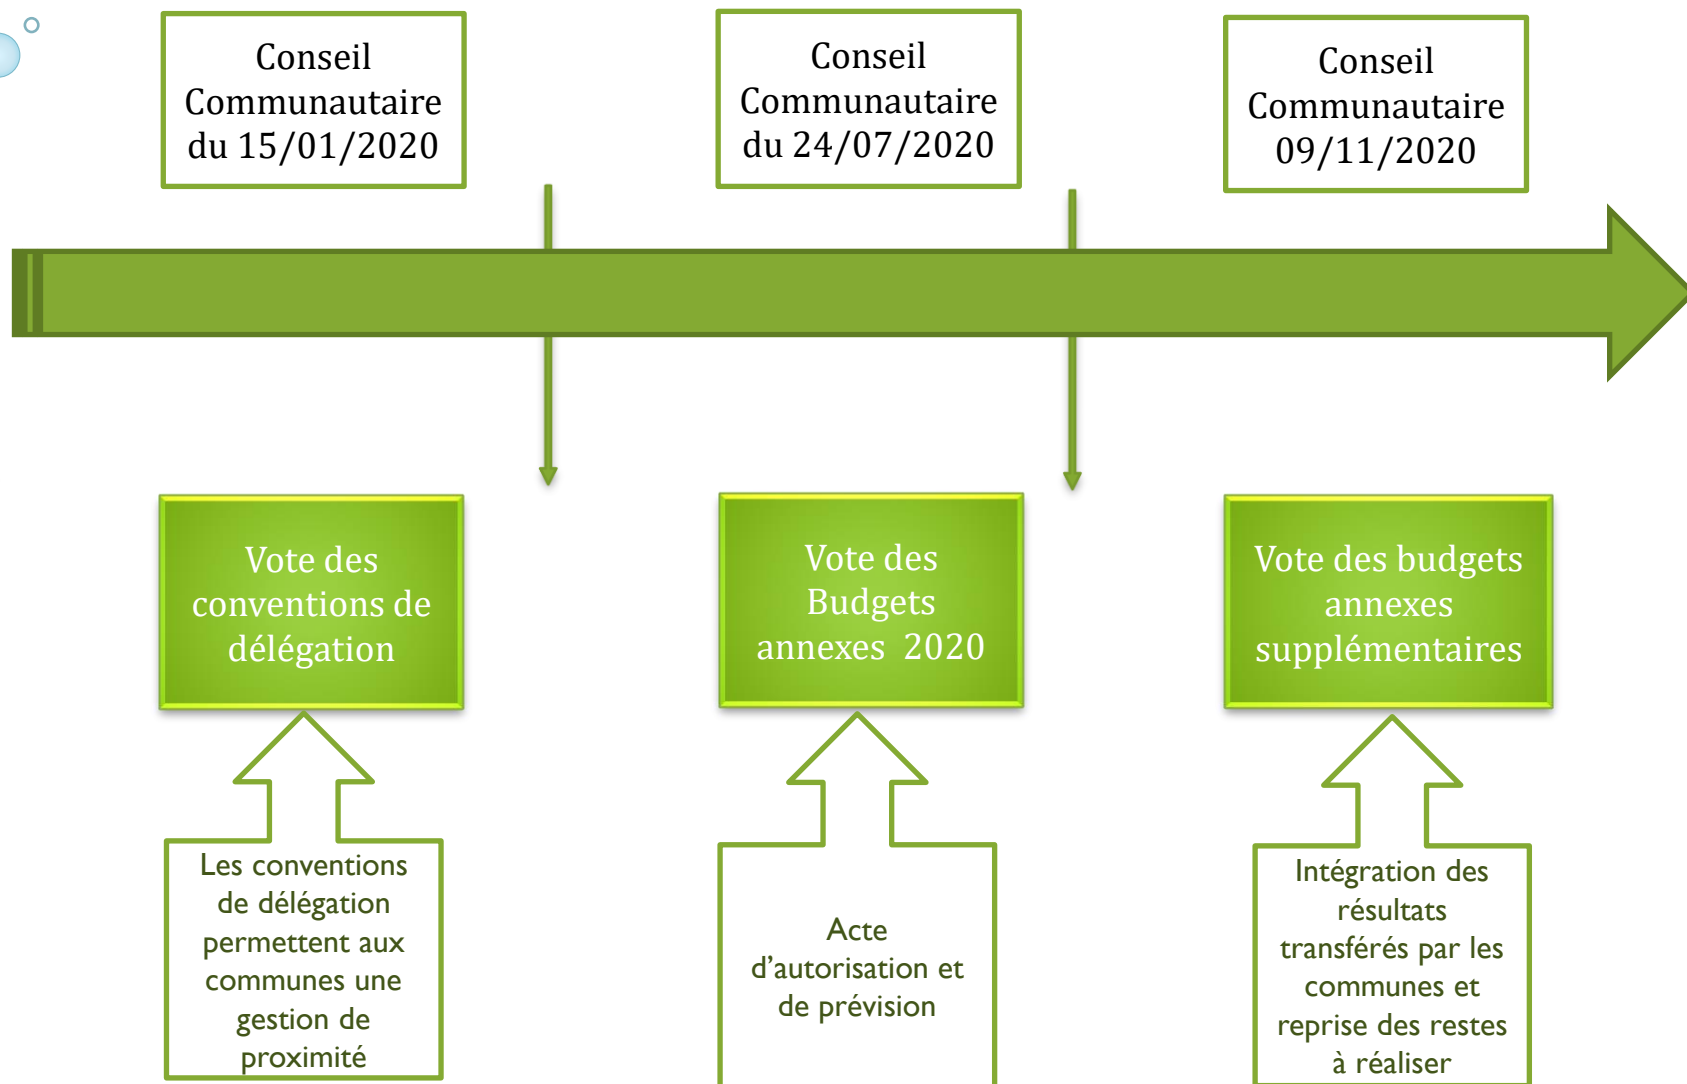 Conseil
Communautaire
du 15/01/2020
Conseil
Communautaire
du 24/07/2020
Conseil
Communautaire
09/11/2020
Vote des
conventions de
délégation
Vote des
Budgets
annexes 2020
Vote des budgets
annexes
supplémentaires
Les conventions
de délégation
permettent aux
communes une
gestion de
proximité
Acte
d’autorisation et
de prévision
Intégration des
résultats
transférés par les
communes et
reprise des restes
à réaliser